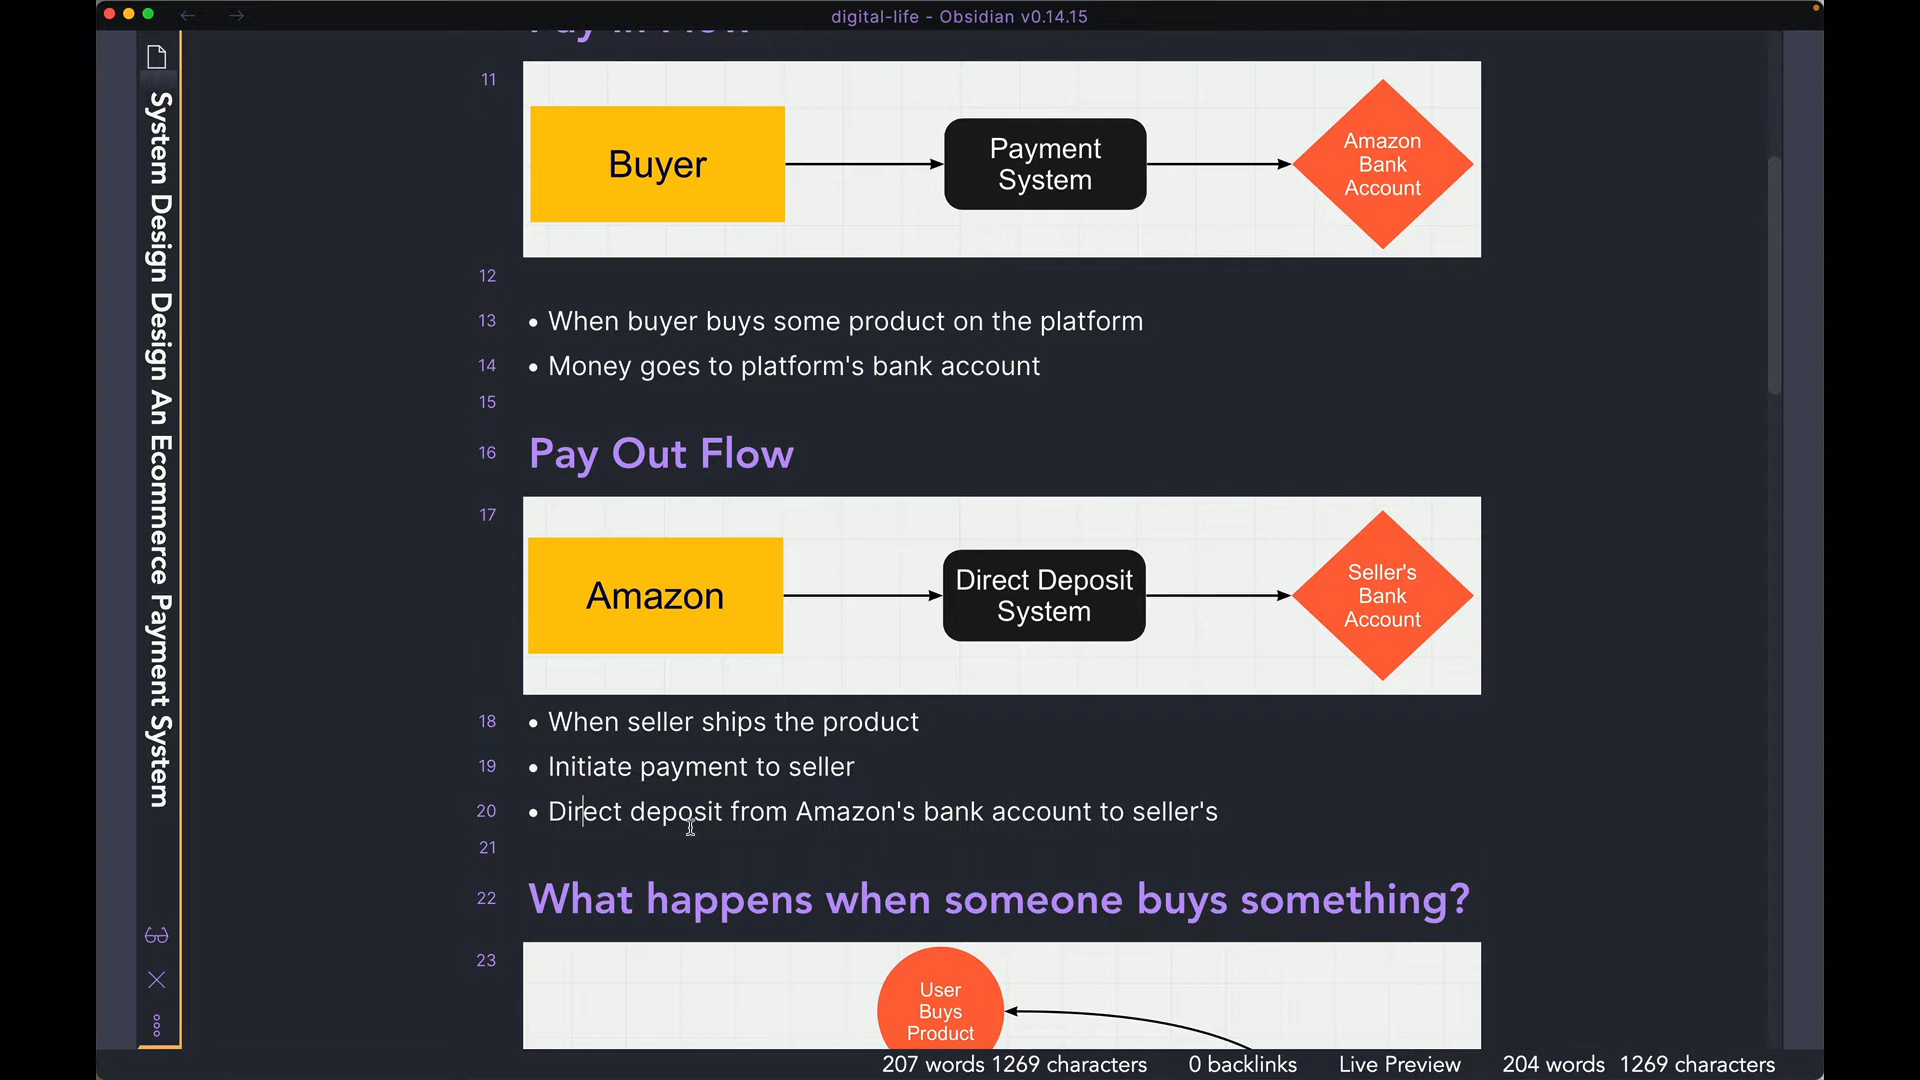 digital-life - Obsidian v0.14.15
System Design Design An Ecommerce Payment System
Pay In Flow
11
Buyer
Payment
System
Amazon
Bank
Account
12
13
• When buyer buys some product on the platform
14
• Money goes to platform's bank account
15
16
Pay Out Flow
17
Amazon
Direct Deposit
System
Seller's
Bank
Account
18
• When seller ships the product
19
• Initiate payment to seller
20
• Direct deposit from Amazon's bank account to seller's
21
22
What happens when someone buys something?
23
User
Buys
Product
207 words 1269 characters
0 backlinks
Live Preview
204 words
1269 characters